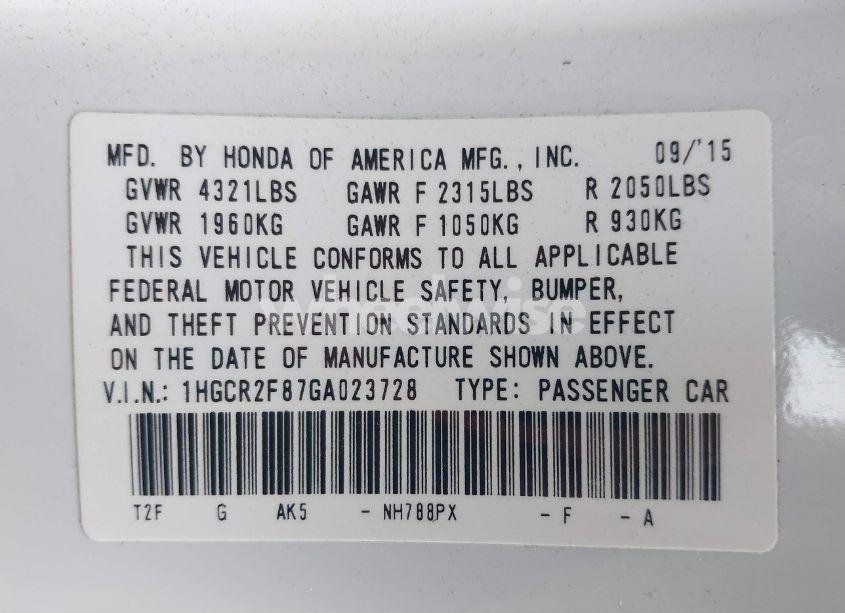 MFD. BY HONDA OF AMERICA MFG., INC. 09/'15
GVWR 4321LBS GAWR F 2315LBS R 2050LBS
GVWR 1960KG GAWR F 1050KG R 930KG
THIS VEHICLE CONFORMS TO ALL APPLICABLE
FEDERAL MOTOR VEHICLE SAFETY, BUMPER,
AND THEFT PREVENTION STANDARDS IN EFFECT
ON THE DATE OF MANUFACTURE SHOWN ABOVE.
V.I.N.: 1HGCR2F87GA023728 TYPE: PASSENGER CAR
T2F G AK5 - NH788PX - F - A